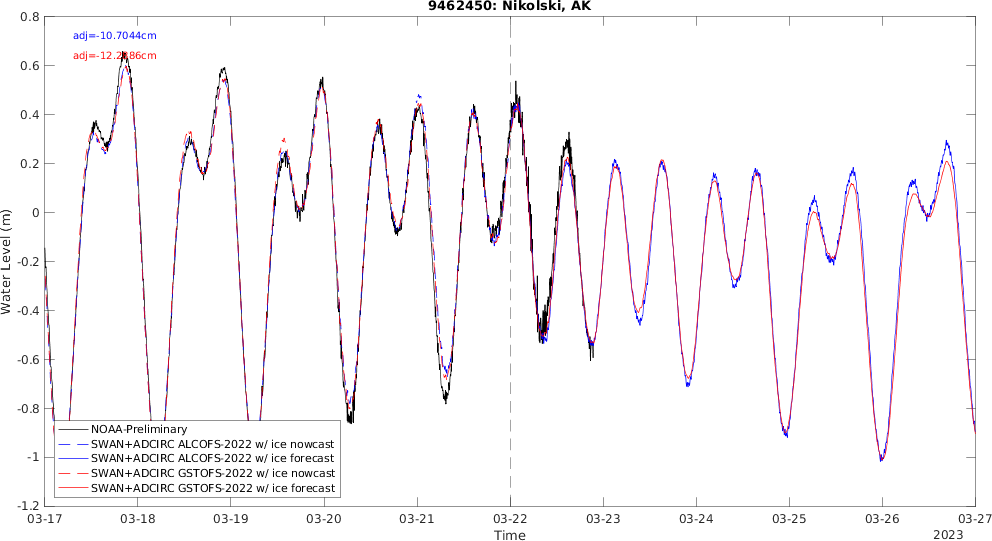 9462450: Nikolski, AK
adj=-10.7044cm
0.8
0.6
0.4
0.2
0
-0.2
-0.4
-0.6
-0.8
-1
-1.2
Water Level (m)
NOAA-Preliminary
SWAN+ADCIRC ALCOFS-2022 w/ ice nowcast
SWAN+ADCIRC ALCOFS-2022 w/ ice forecast
SWAN+ADCIRC GSTOFS-2022 w/ ice nowcast
SWAN+ADCIRC GSTOFS-2022 w/ ice forecast
03-17 03-18 03-19 03-20 03-21 03-22 03-23 03-24 03-25 03-26 03-27
Time
2023